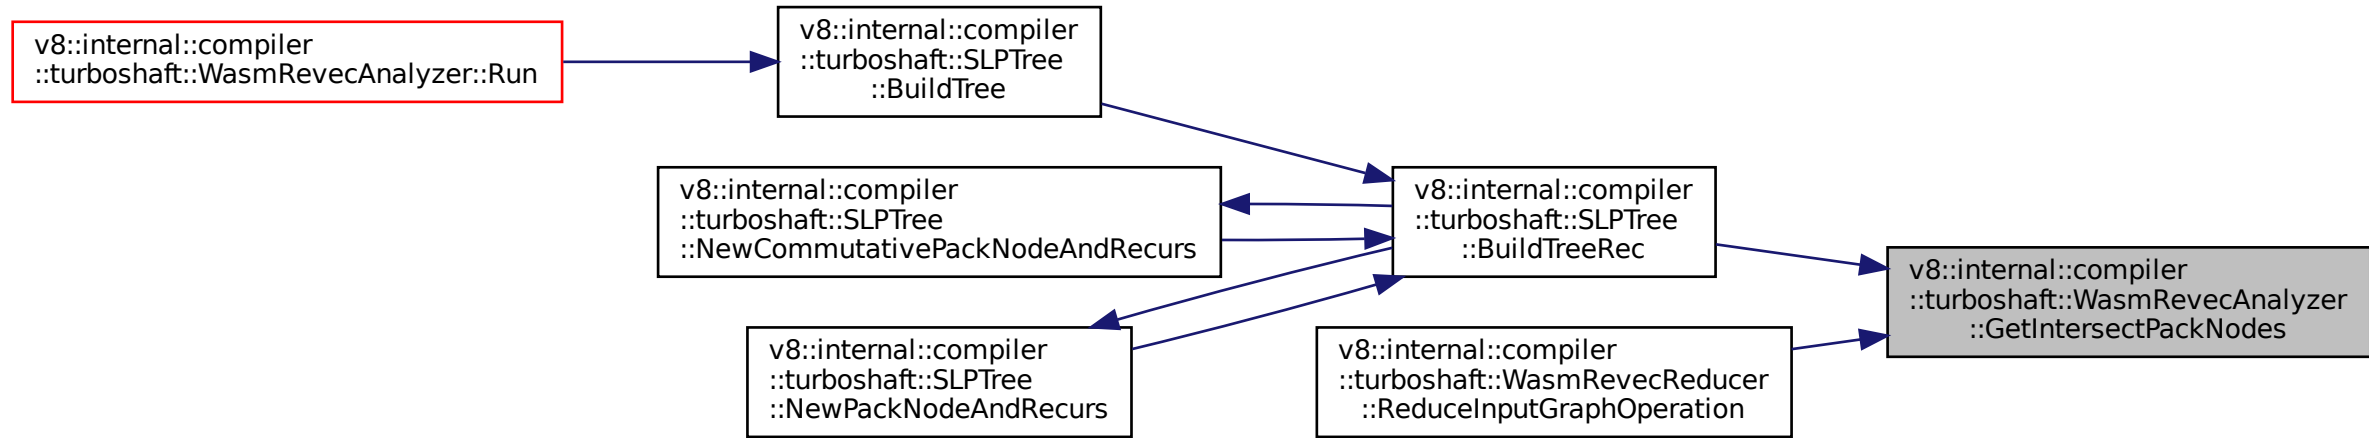 v8::internal::compiler
::turboshaft::WasmRevecAnalyzer::Run
v8::internal::compiler
::turboshaft::SLPTree
::BuildTree
v8::internal::compiler
::turboshaft::SLPTree
::NewCommutativePackNodeAndRecurs
v8::internal::compiler
::turboshaft::SLPTree
::NewPackNodeAndRecurs
v8::internal::compiler
::turboshaft::SLPTree
::BuildTreeRec
v8::internal::compiler
::turboshaft::WasmRevecReducer
::ReduceInputGraphOperation
v8::internal::compiler
::turboshaft::WasmRevecAnalyzer
::GetIntersectPackNodes